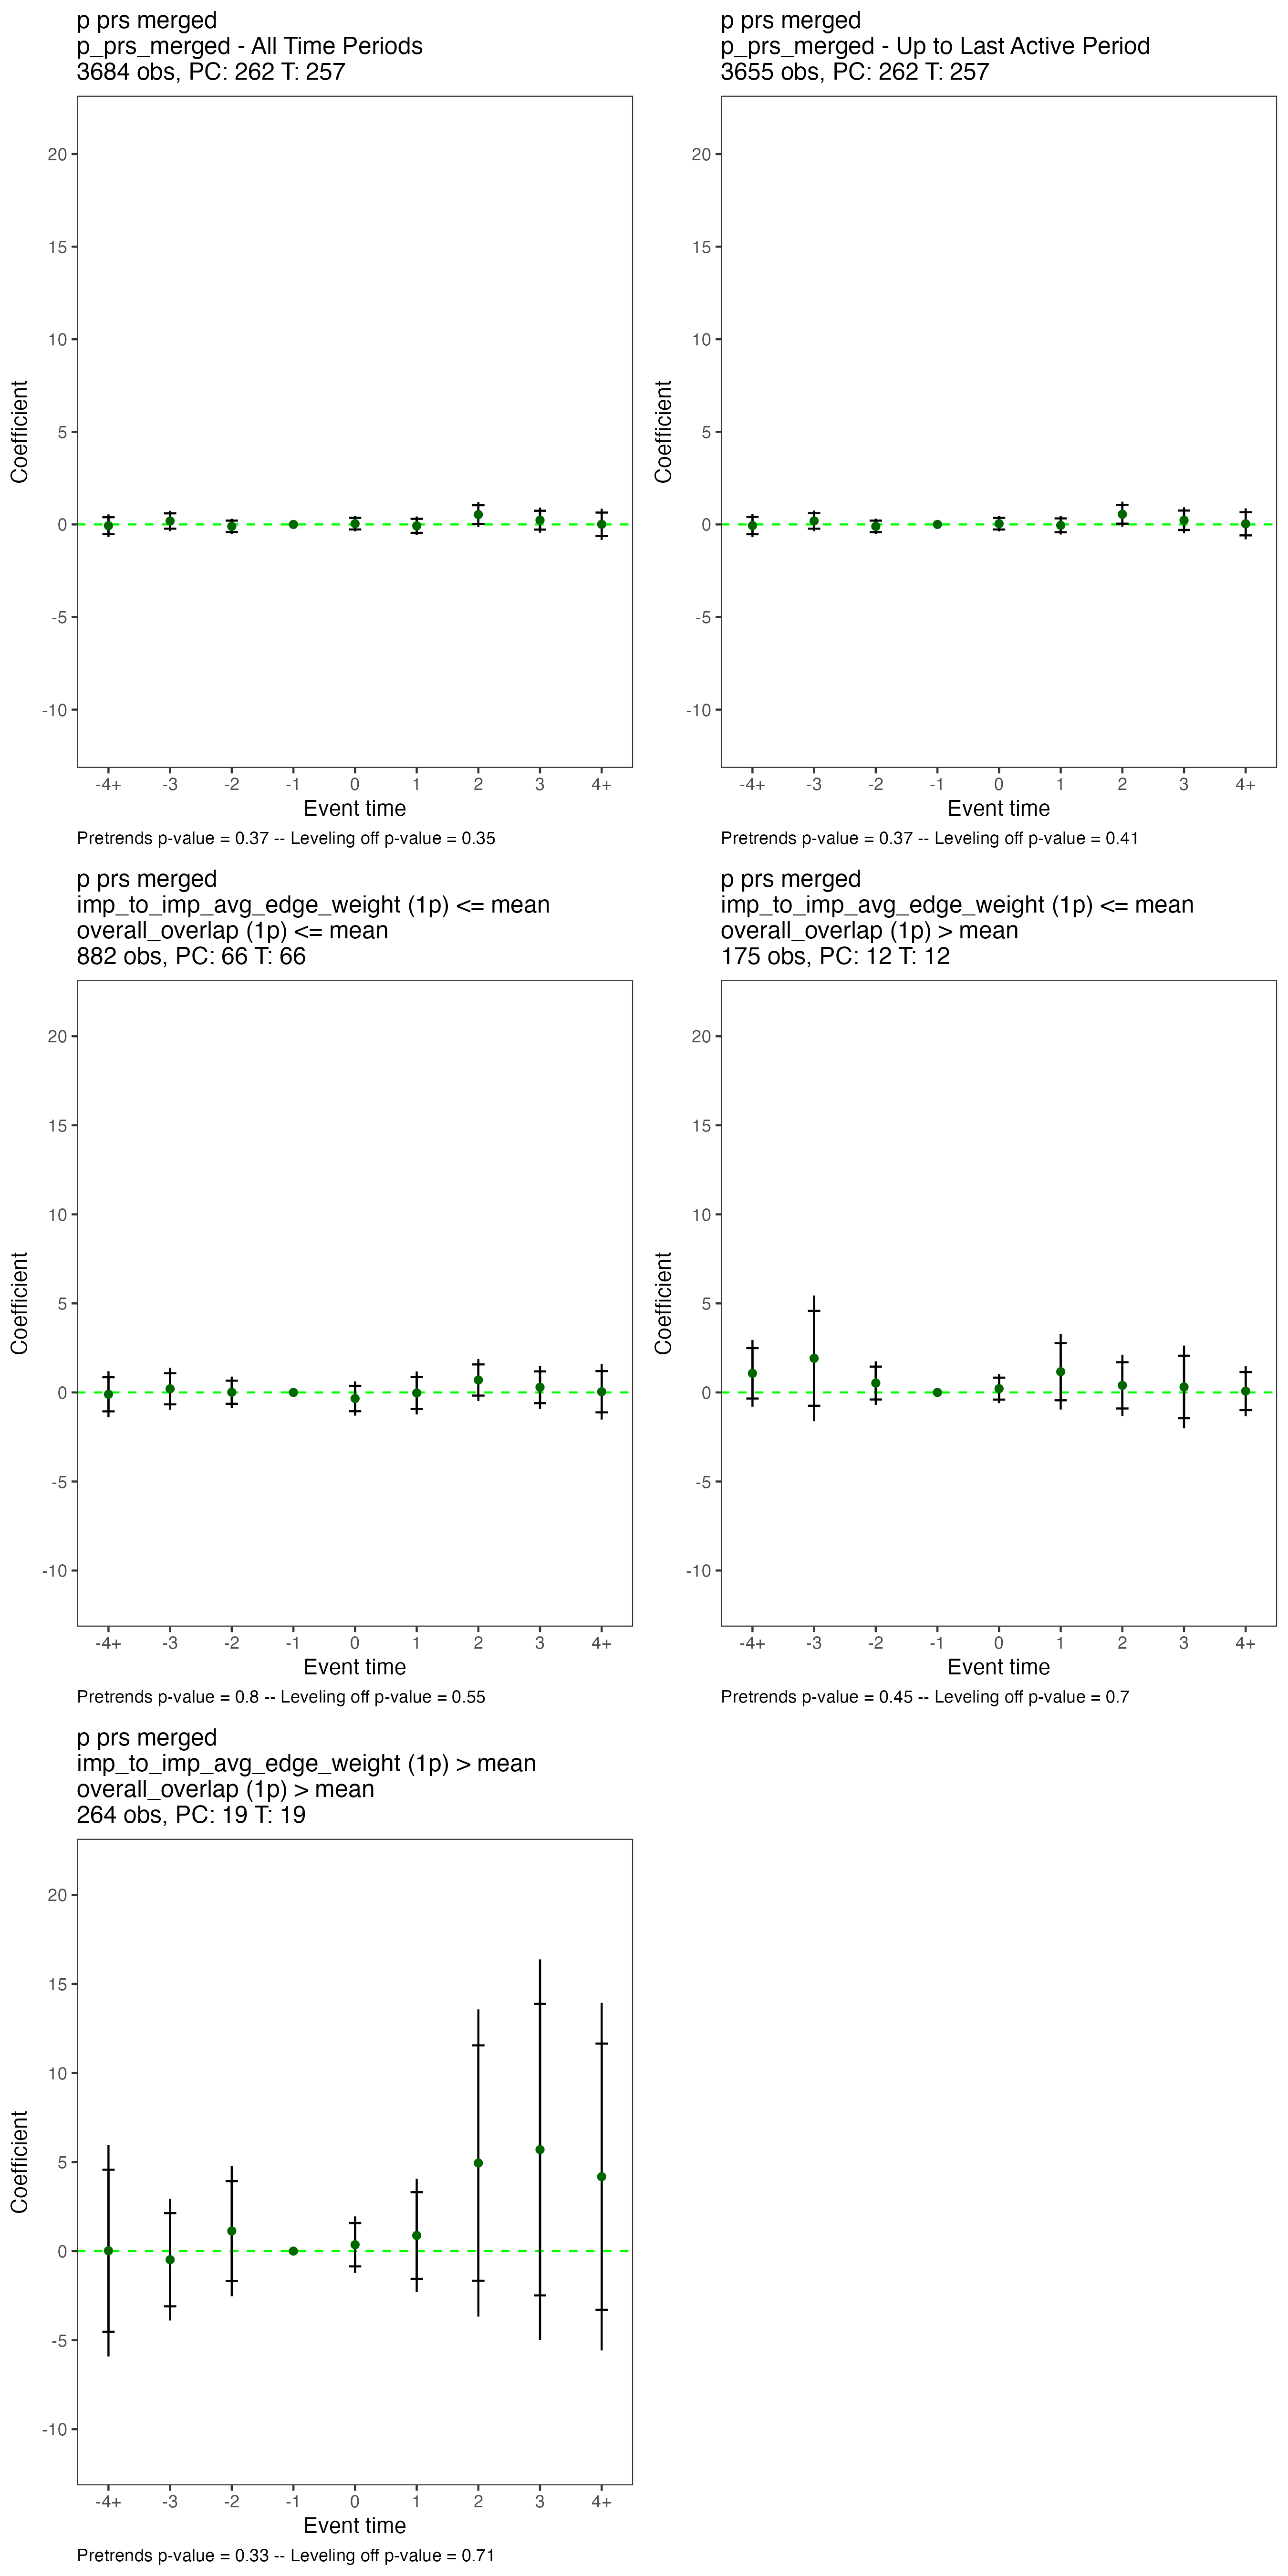 p prs merged
p_prs_merged - All Time Periods
3684 obs, PC: 262 T: 257
20
15
10
5
0
-5
-10
Coefficient
-4+ -3 -2 -1 0 1 2 3 4+
Event time
Pretrends p-value = 0.37 -- Leveling off p-value = 0.35
p prs merged
p_prs_merged - Up to Last Active Period
3655 obs, PC: 262 T: 257
20
15
10
5
0
-5
-10
Coefficient
-4+ -3 -2 -1 0 1 2 3 4+
Event time
Pretrends p-value = 0.37 -- Leveling off p-value = 0.41
p prs merged
imp_to_imp_avg_edge_weight (1p) <= mean
overall_overlap (1p) <= mean
882 obs, PC: 66 T: 66
20
15
10
5
0
-5
-10
Coefficient
-4+ -3 -2 -1 0 1 2 3 4+
Event time
Pretrends p-value = 0.8 -- Leveling off p-value = 0.55
p prs merged
imp_to_imp_avg_edge_weight (1p) <= mean
overall_overlap (1p) > mean
175 obs, PC: 12 T: 12
20
15
10
5
0
-5
-10
Coefficient
-4+ -3 -2 -1 0 1 2 3 4+
Event time
Pretrends p-value = 0.45 -- Leveling off p-value = 0.7
p prs merged
imp_to_imp_avg_edge_weight (1p) > mean
overall_overlap (1p) > mean
264 obs, PC: 19 T: 19
20
15
10
5
0
-5
-10
Coefficient
-4+ -3 -2 -1 0 1 2 3 4+
Event time
Pretrends p-value = 0.33 -- Leveling off p-value = 0.71